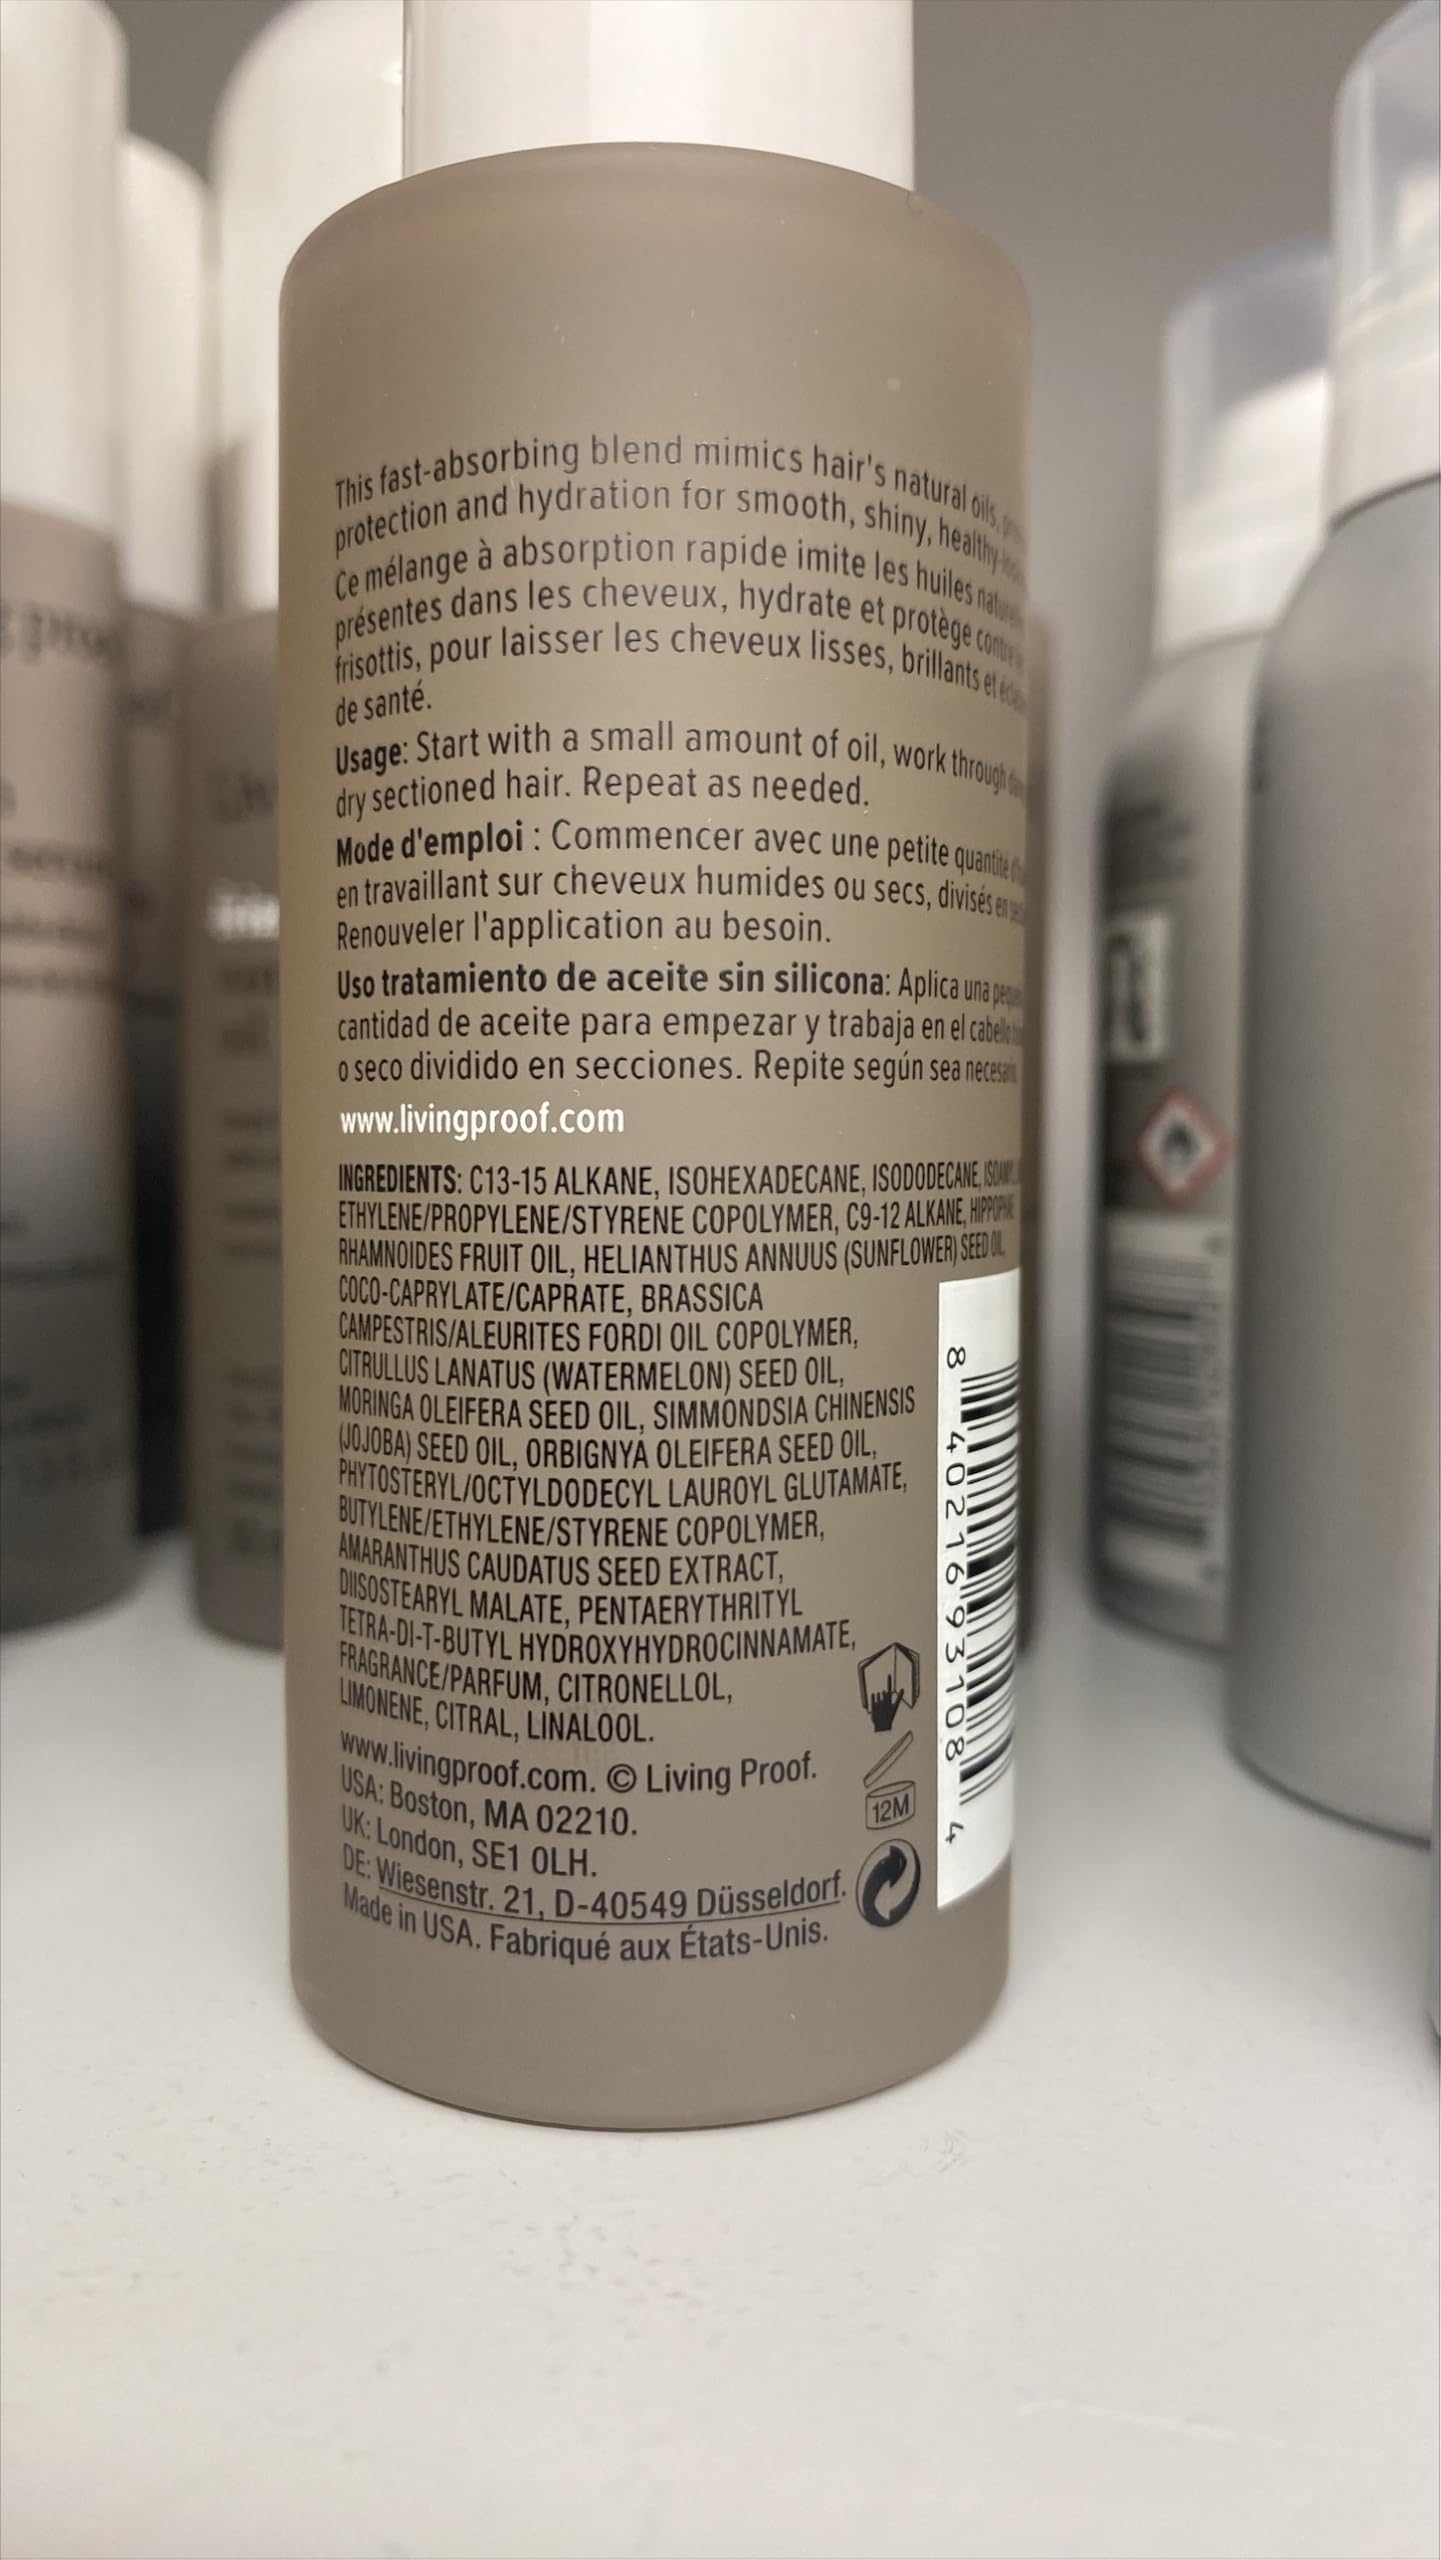 This fast-absorbing blend mimics hair's natural oils,
protection and hydration for smooth, shiny,
Ce mélange à absorption rapide imite les huiles
présentes dans les cheveux, hydrate et protège
frisottis, pour laisser les cheveux lisses, brillants et
de santé.
Usage: Start with a small amount of oil, work through
dry sectioned hair. Repeat as needed.
Mode d'emploi : Commencer avec une petite quantité
en travaillant sur cheveux humides ou secs, divisés en
Renouveler l'application au besoin.
Uso tratamiento de aceite sin silicona: Aplica una
cantidad de aceite para empezar y trabaja en el cabello
o seco dividido en secciones. Repite según sea
www.livingproof.com
INGREDIENTS: C13-15 ALKANE, ISOHEXADECANE, ISODODECANE,
ETHYLENE/PROPYLENE/STYRENE COPOLYMER, C9-12 ALKANE, HIPPOPHAE
RHAMNOIDES FRUIT OIL, HELIANTHUS ANNUUS (SUNFLOWER) SEED OIL,
COCO-CAPRYLATE/CAPRATE, BRASSICA
CAMPESTRIS/ALEURITES FORDI OIL COPOLYMER,
CITRULLUS LANATUS (WATERMELON) SEED OIL,
MORINGA OLEIFERA SEED OIL, SIMMONDSIA CHINENSIS
(JOJOBA) SEED OIL, ORBIGNYA OLEIFERA SEED OIL,
PHYTOSTERYL/OCTYLDODECYL LAUROYL GLUTAMATE,
BUTYLENE/ETHYLENE/STYRENE COPOLYMER,
AMARANTHUS CAUDATUS SEED EXTRACT,
DIISOSTEARYL MALATE, PENTAERYTHRITYL
TETRA-DI-T-BUTYL HYDROXYHYDROCINNAMATE,
FRAGRANCE/PARFUM, CITRONELLOL,
LIMONENE, CITRAL, LINALOOL.
www.livingproof.com. © Living Proof.
USA: Boston, MA 02210.
UK: London, SE1 0LH.
DE: Wiesenstr. 21, D-40549 Düsseldorf.
Made in USA. Fabriqué aux États-Unis.
12M
8 40216 93108 4